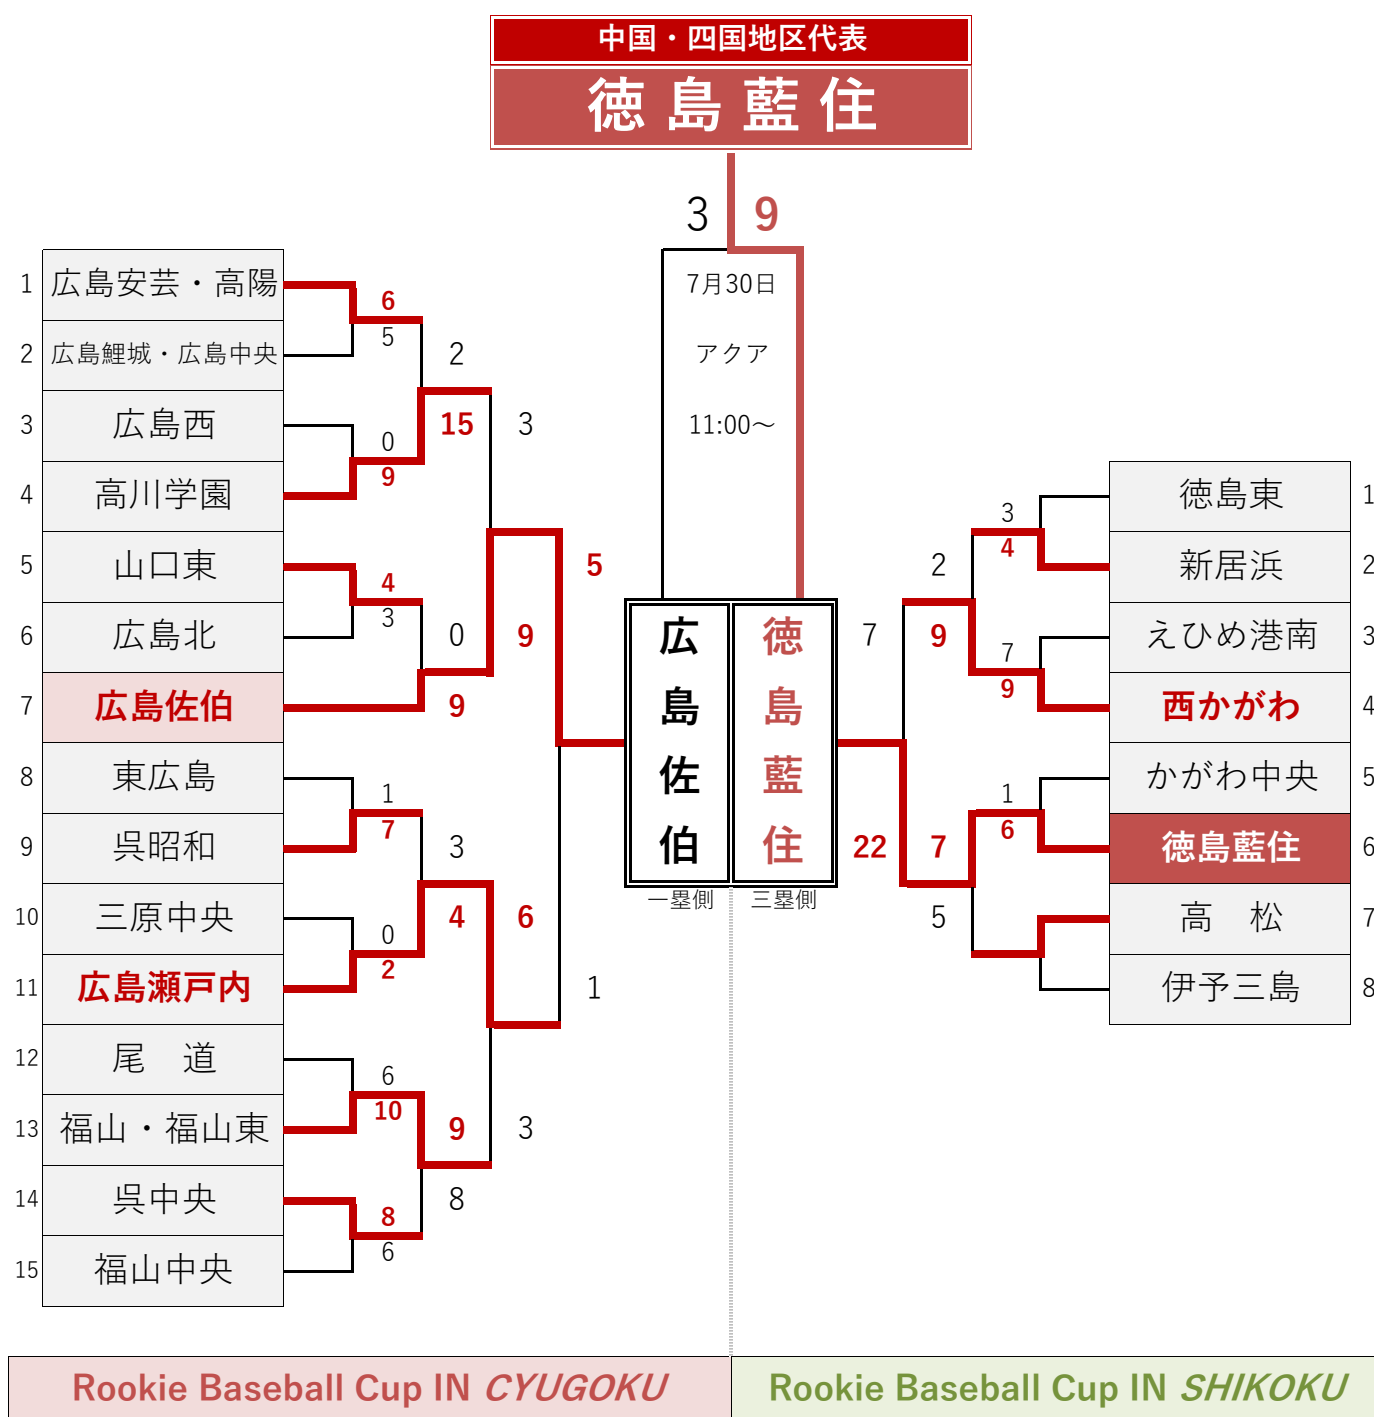 中国・四国地区代表
徳島藍住
3 9
7月30日
アクア
11:00～
1 広島安芸・高陽
2 広島鯉城・広島中央
3 広島西
4 高川学園
5 山口東
6 広島北
7 広島佐伯
8 東広島
9 呉昭和
10 三原中央
11 広島瀬戸内
12 尾　道
13 福山・福山東
14 呉中央
15 福山中央
6
5
0
9
4
3
1
7
0
2
6
10
8
6
2
15
0
9
3
4
9
8
3
9
6
3
5
1
広島佐伯
徳島藍住
一塁側
三塁側
7
22
2
9
7
5
3
4
7
9
1
6
徳島東 1
新居浜 2
えひめ港南 3
西かがわ 4
かがわ中央 5
徳島藍住 6
高　松 7
伊予三島 8
Rookie Baseball Cup IN CYUGOKU
Rookie Baseball Cup IN SHIKOKU